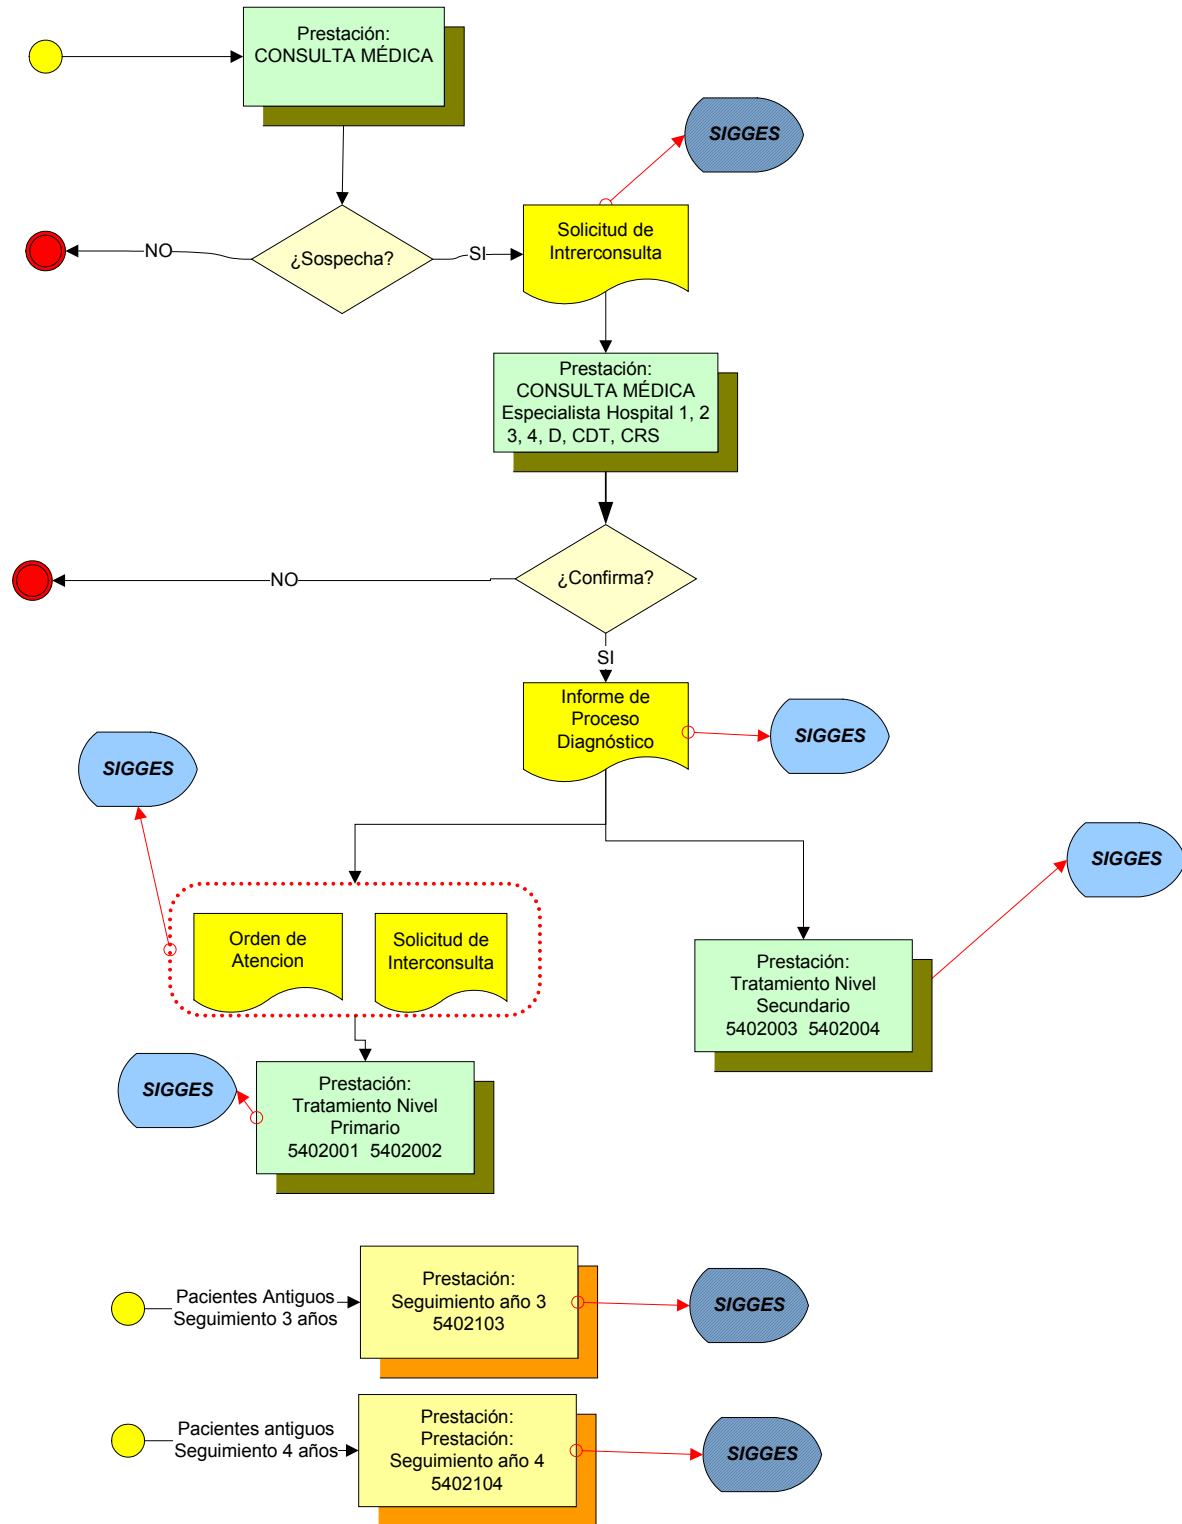 Prestación:
CONSULTA MÉDICA
SIGGES
¿Sospecha?
NO
SI
Solicitud de
Intrerconsulta
Prestación:
CONSULTA MÉDICA
Especialista Hospital 1, 2
3, 4, D, CDT, CRS
¿Confirma?
NO
SI
Informe de
Proceso
Diagnóstico
SIGGES
SIGGES
SIGGES
Orden de
Atencion
Solicitud de
Interconsulta
Prestación:
Tratamiento Nivel
Secundario
5402003 5402004
SIGGES
Prestación:
Tratamiento Nivel
Primario
5402001 5402002
Pacientes Antiguos
Seguimiento 3 años
Prestación:
Seguimiento año 3
5402103
SIGGES
Pacientes antiguos
Seguimiento 4 años
Prestación:
Prestación:
Seguimiento año 4
5402104
SIGGES